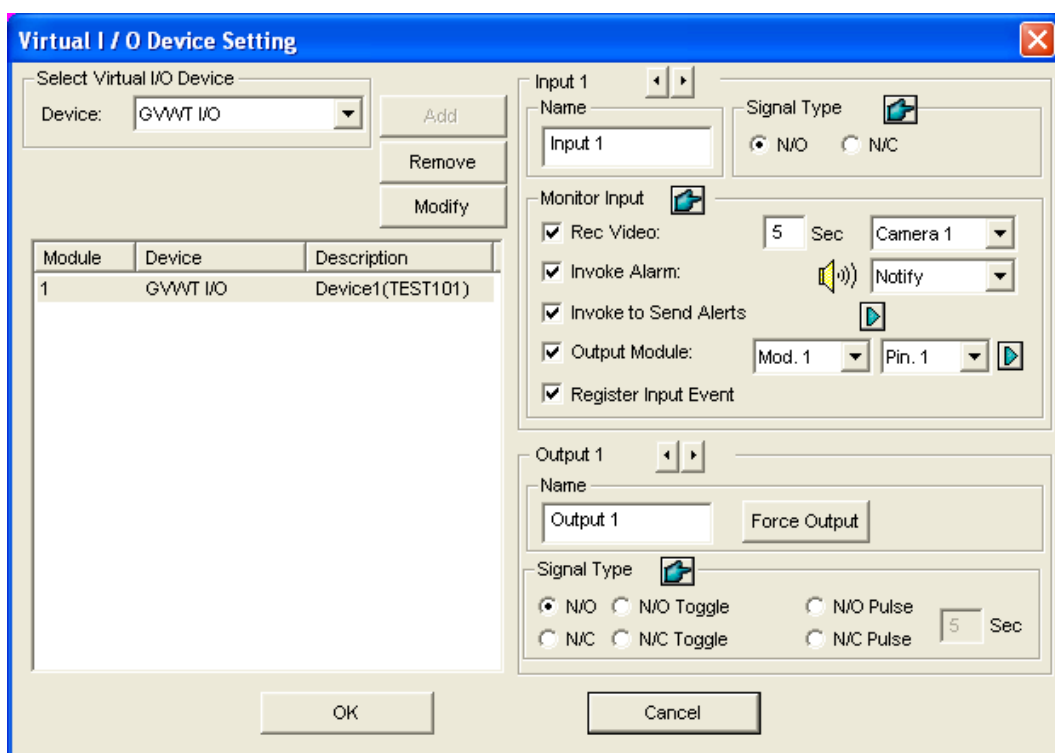 Virtual I / O Device Setting
Select Virtual I/O Device
Device: GVWT I/O
Add
Remove
Modify
Module Device Description
1 GVWT I/O Device1(TEST101)
Input 1
Name
Input 1
Signal Type
N/O N/C
Monitor Input
Rec Video: 5 Sec Camera 1
Invoke Alarm: Notify
Invoke to Send Alerts
Output Module: Mod. 1 Pin. 1
Register Input Event
Output 1
Name
Output 1 Force Output
Signal Type
N/O N/O Toggle N/O Pulse
N/C N/C Toggle N/C Pulse
5 Sec
OK Cancel